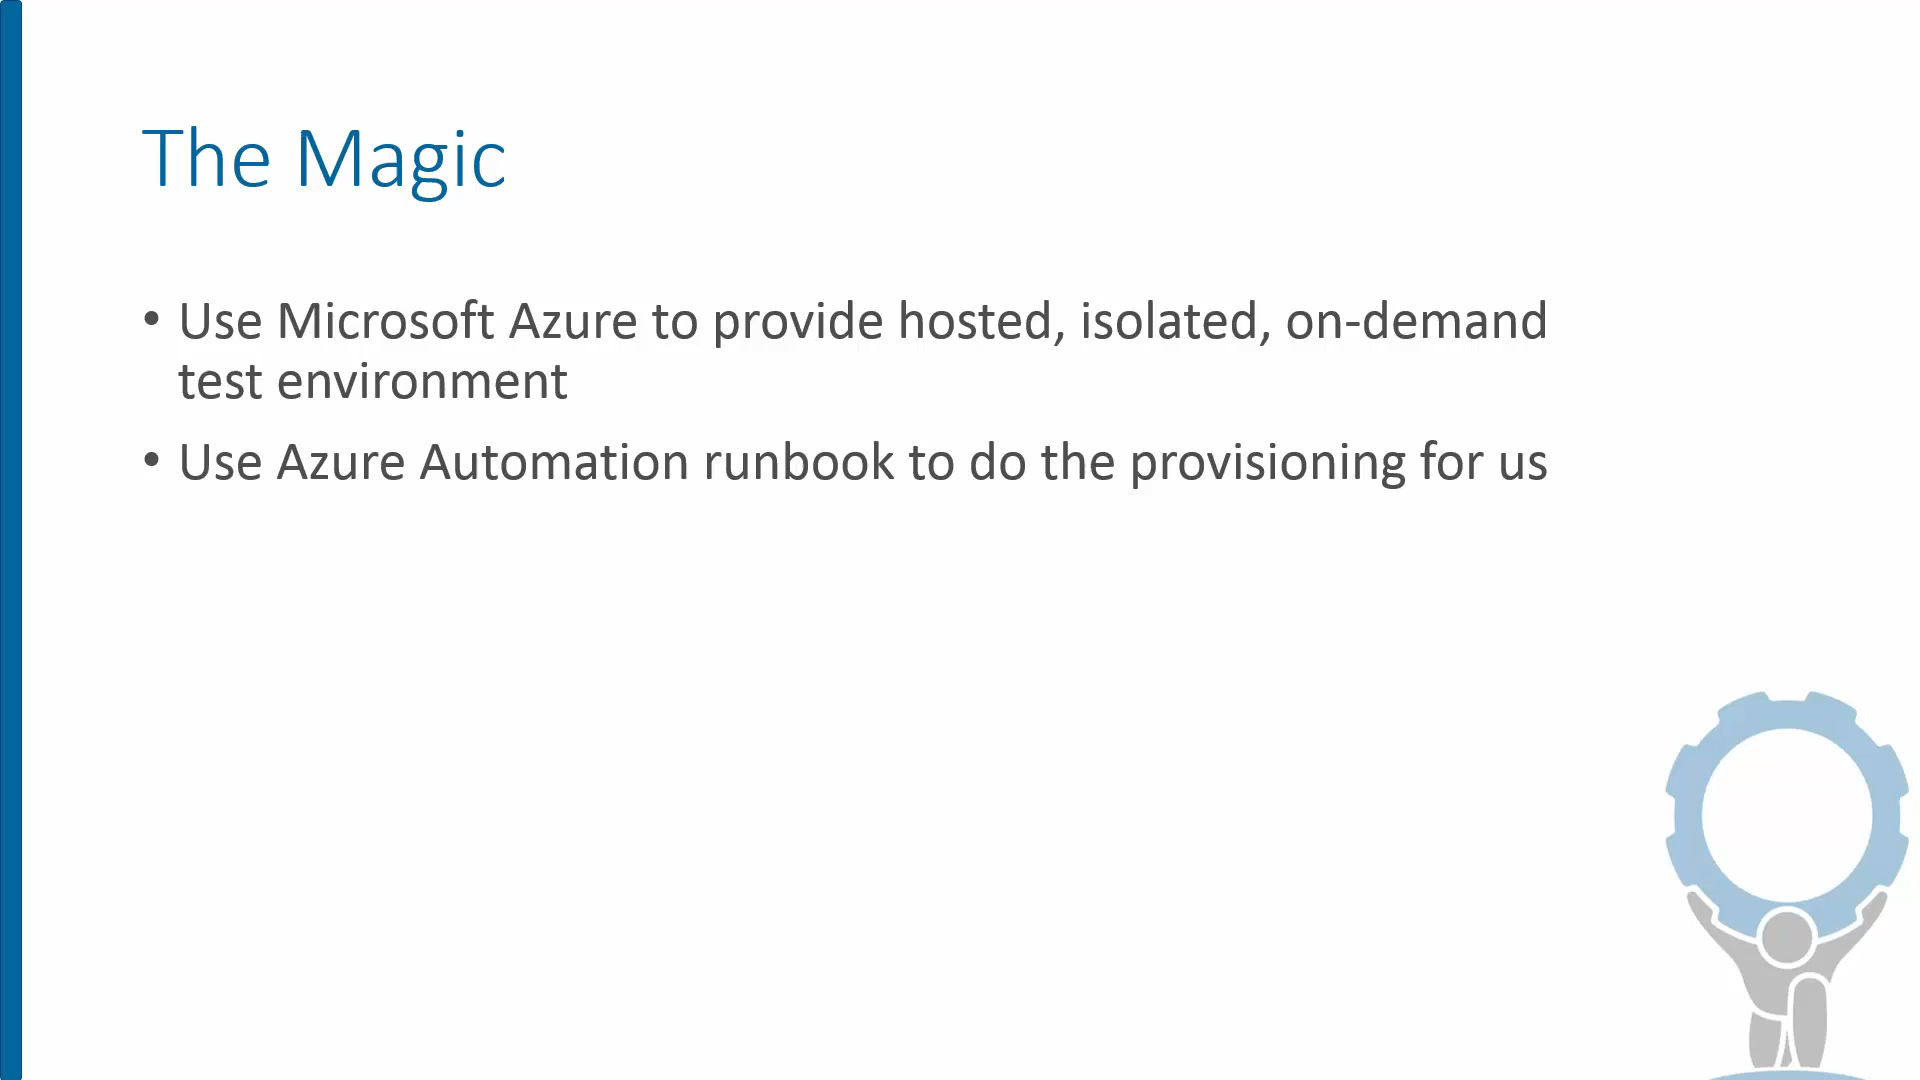 The Magic
• Use Microsoft Azure to provide hosted, isolated, on-demand
test environment
• Use Azure Automation runbook to do the provisioning for us